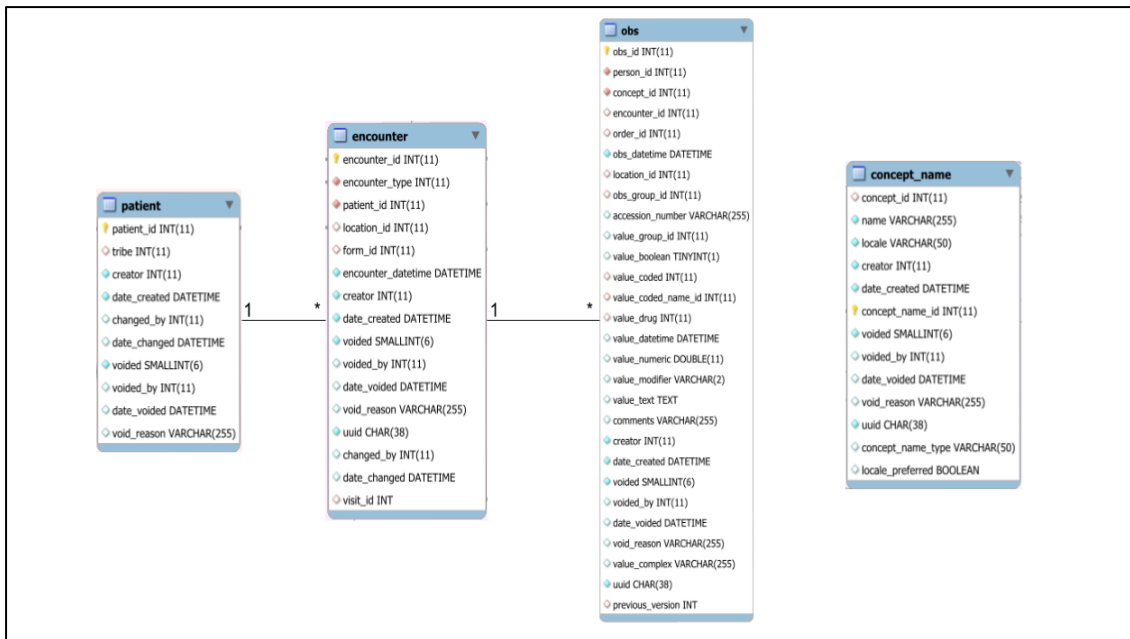 patient
patient_id INT(11)
tribe INT(11)
creator INT(11)
date_created DATETIME
changed_by INT(11)
date_changed DATETIME
voided SMALLINT(6)
voided_by INT(11)
date_voided DATETIME
void_reason VARCHAR(255)
1
*
encounter
encounter_id INT(11)
encounter_type INT(11)
patient_id INT(11)
location_id INT(11)
form_id INT(11)
encounter_datetime DATETIME
creator INT(11)
date_created DATETIME
voided SMALLINT(6)
voided_by INT(11)
date_voided DATETIME
void_reason VARCHAR(255)
uuid CHAR(38)
changed_by INT(11)
date_changed DATETIME
visit_id INT
1
*
obs
obs_id INT(11)
person_id INT(11)
concept_id INT(11)
encounter_id INT(11)
order_id INT(11)
obs_datetime DATETIME
location_id INT(11)
obs_group_id INT(11)
accession_number VARCHAR(255)
value_group_id INT(11)
value_boolean TINYINT(1)
value_coded INT(11)
value_coded_name_id INT(11)
value_drug INT(11)
value_datetime DATETIME
value_numeric DOUBLE(11)
value_modifier VARCHAR(2)
value_text TEXT
comments VARCHAR(255)
creator INT(11)
date_created DATETIME
voided SMALLINT(6)
voided_by INT(11)
date_voided DATETIME
void_reason VARCHAR(255)
value_complex VARCHAR(255)
uuid CHAR(38)
previous_version INT
concept_name
concept_id INT(11)
name VARCHAR(255)
locale VARCHAR(50)
creator INT(11)
date_created DATETIME
concept_name_id INT(11)
voided SMALLINT(6)
voided_by INT(11)
date_voided DATETIME
void_reason VARCHAR(255)
uuid CHAR(38)
concept_name_type VARCHAR(50)
locale_preferred BOOLEAN